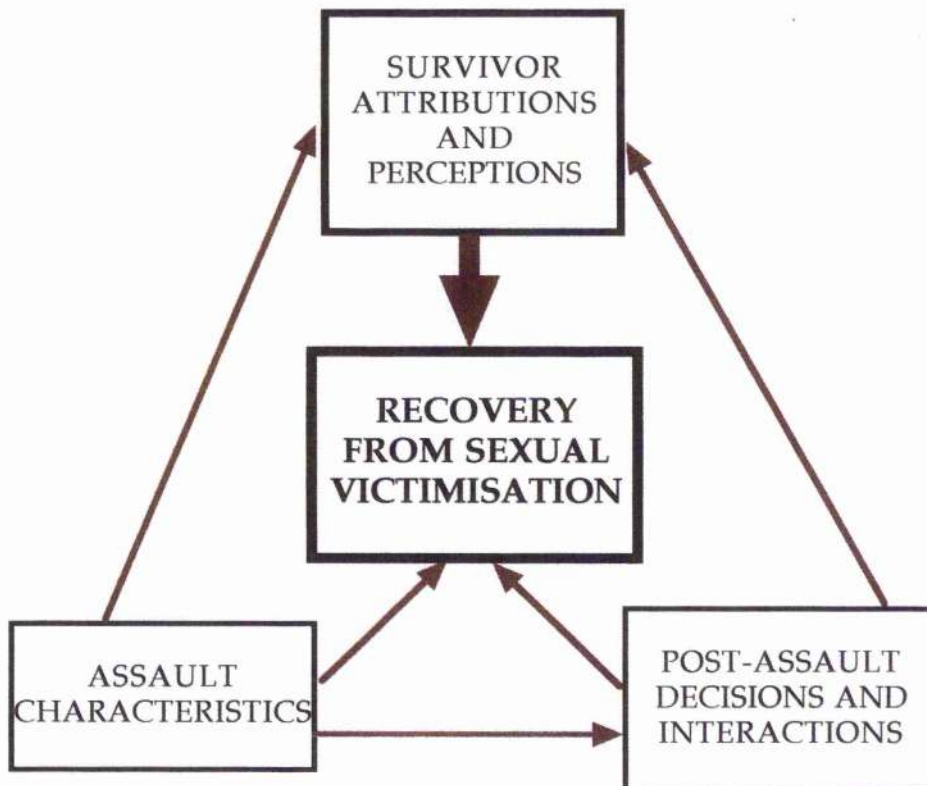 SURVIVOR
ATTRIBUTIONS
AND
PERCEPTIONS
RECOVERY
FROM SEXUAL
VICTIMISATION
ASSAULT
CHARACTERISTICS
POST-ASSAULT
DECISIONS AND
INTERACTIONS